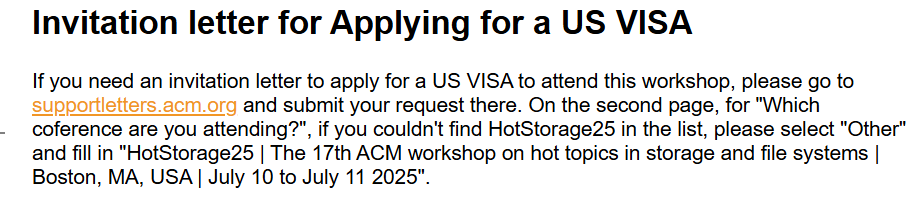 Invitation letter for Applying for a US VISA
If you need an invitation letter to apply for a US VISA to attend this workshop, please go to
supportletters.acm.org and submit your request there. On the second page, for "Which
coference are you attending?", if you couldn't find HotStorage25 in the list, please select "Other"
and fill in "HotStorage25 | The 17th ACM workshop on hot topics in storage and file systems |
Boston, MA, USA | July 10 to July 11 2025".